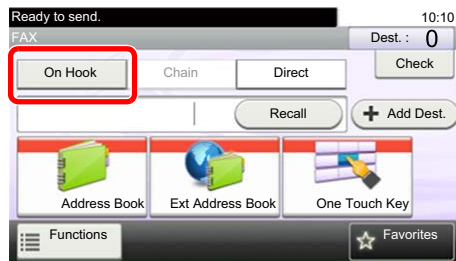 Ready to send. 10:10
FAX Dest. : 0
On Hook Chain Direct Check
Recall Add Dest.
Address Book Ext Address Book One Touch Key
Functions Favorites